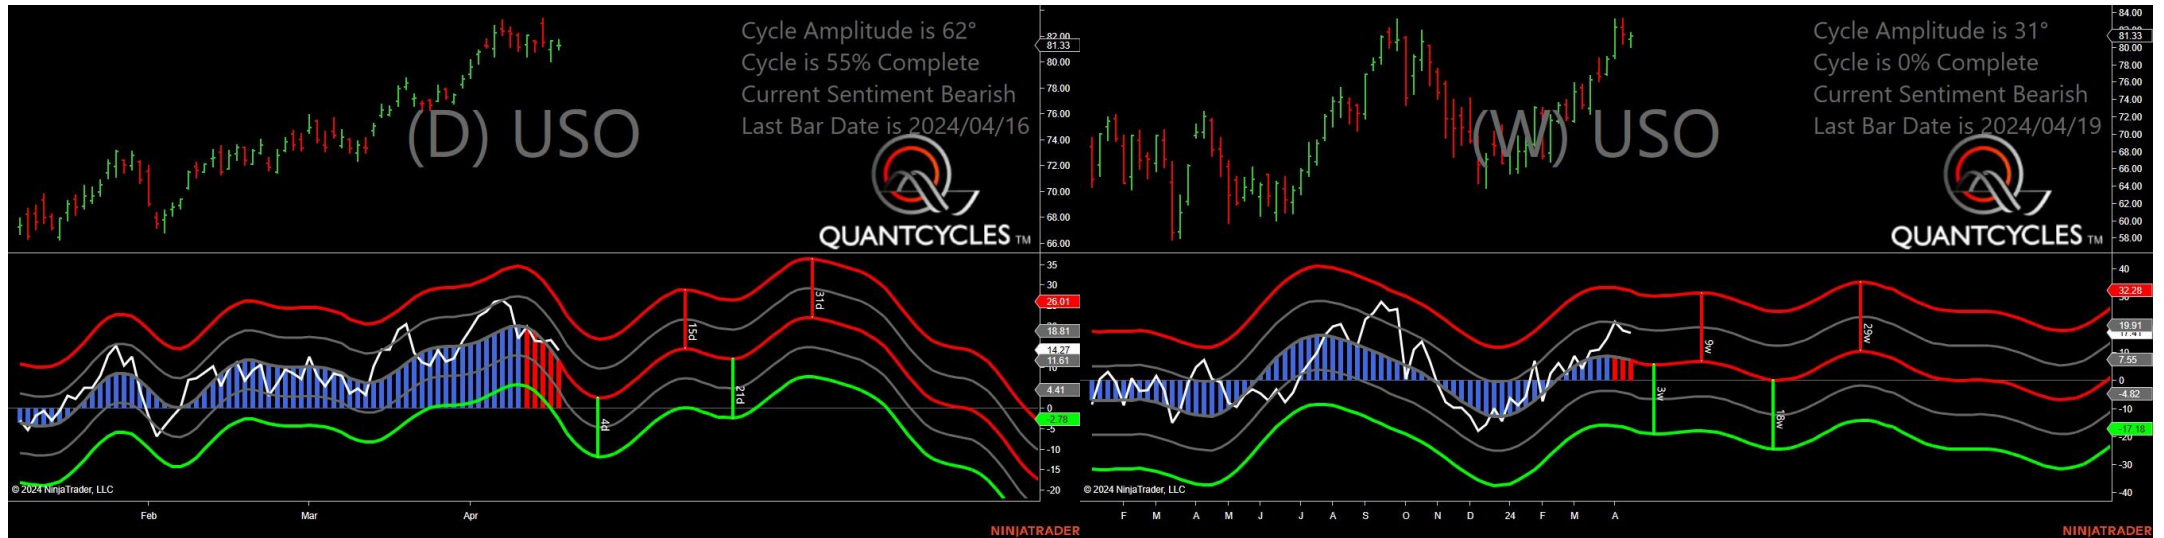 Cycle Amplitude is 62°
Cycle is 55% Complete
Current Sentiment Bearish
Last Bar Date is 2024/04/16
(D) USO
QUANTCYCLES TM
82.00
81.33
80.00
78.00
76.00
74.00
72.00
70.00
68.00
66.00
35
30
26.01
18.81
14.27
11.61
10
4.41
0
-2.78
-5
-10
-15
-20
4d
15d
21d
31d
© 2024 NinjaTrader, LLC
Feb Mar Apr
NINJATRADER
Cycle Amplitude is 31°
Cycle is 0% Complete
Current Sentiment Bearish
Last Bar Date is 2024/04/19
(W) USO
QUANTCYCLES TM
84.00
81.33
80.00
78.00
76.00
74.00
72.00
70.00
68.00
66.00
64.00
62.00
60.00
58.00
40
32.28
19.91
7.55
0
-4.82
-10
-17.18
-20
-30
-40
3w
9w
18w
29w
© 2024 NinjaTrader, LLC
F M A M J J A S O N D 24 F M A
NINJATRADER